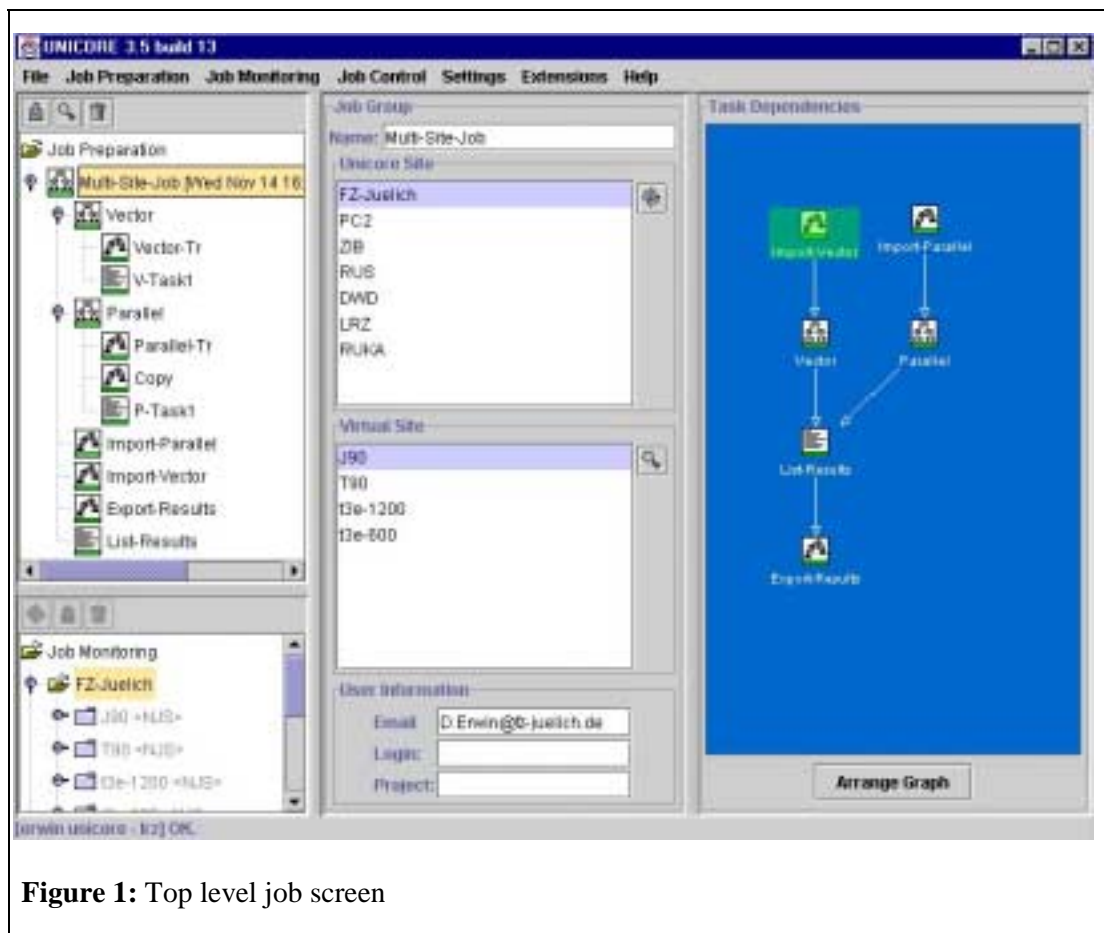 UNICORE 3.5 build 13
File Job Preparation Job Monitoring Job Control Settings Extensions Help
Job Preparation
Multi-Site-Job [Wed Nov 14 16:
Vector
Vector-Tr
V-Task1
Parallel
Parallel-Tr
Copy
P-Task1
Import-Parallel
Import-Vector
Export-Results
List-Results
Job Monitoring
FZ-Juelich
J90 <NJS>
T90 <NJS>
t3e-1200 <NJS>
Job Group
Name: Multi-Site-Job
Unicore Site
FZ-Juelich
PC2
ZIB
RUS
DWD
LRZ
RUKA
Virtual Site
J90
T90
t3e-1200
t3e-600
User Information
Email D.Erwin@fz-juelich.de
Login:
Project:
Task Dependencies
Import-Vector
Import-Parallel
Vector
Parallel
List-Results
Export-Results
Arrange Graph
OK.
Figure 1: Top level job screen